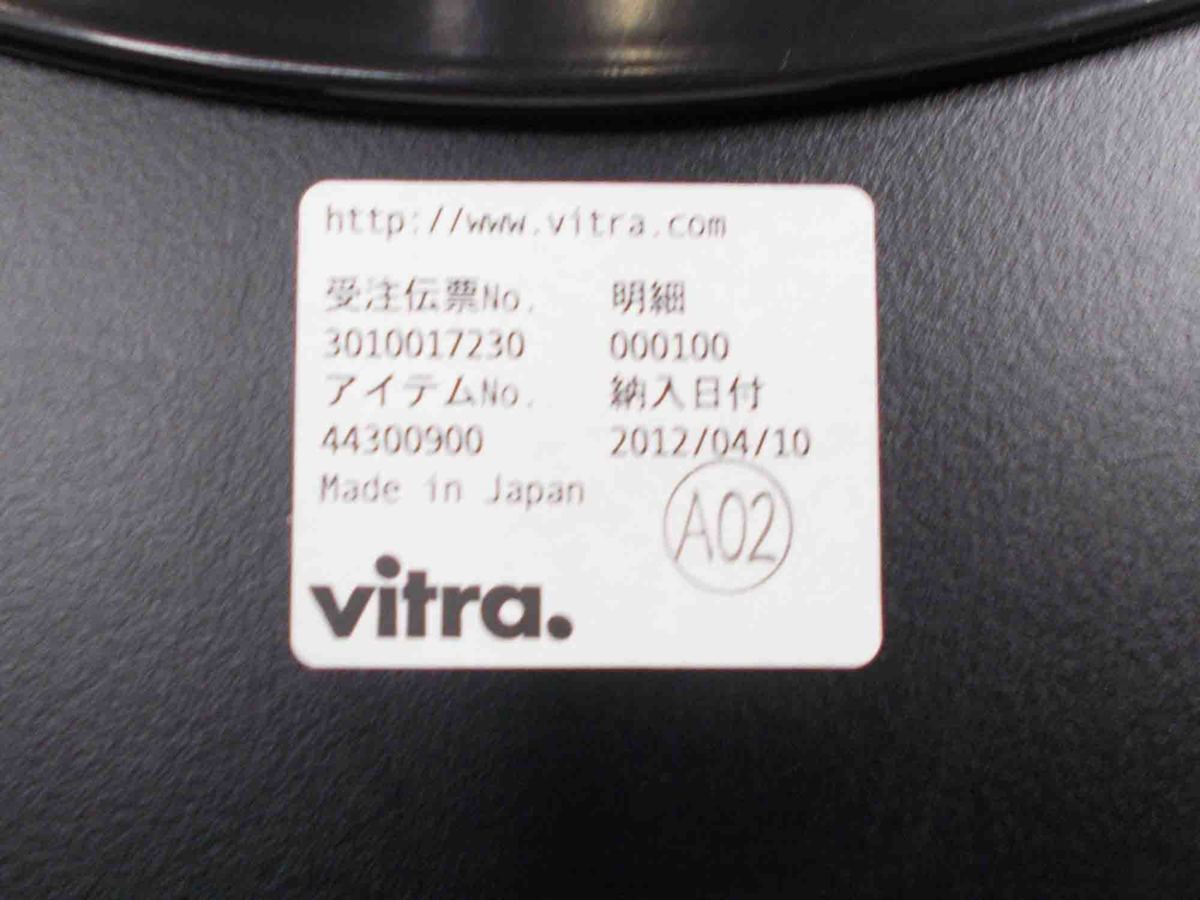 http://www.vitra.com
受注伝票No. 明細
3010017230 000100
アイテムNo. 納入日付
44300900 2012/04/10
Made in Japan
A02
vitra.